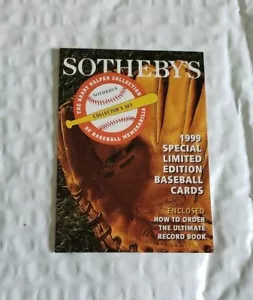 SOTHEBY'S
THE BARRY HALPER COLLECTION
SOTHEBY'S
COLLECTOR'S SET
OF BASEBALL MEMORABILIA
1999
SPECIAL
LIMITED
EDITION
BASEBALL
CARDS
ENCLOSED
HOW TO ORDER
THE ULTIMATE
RECORD BOOK